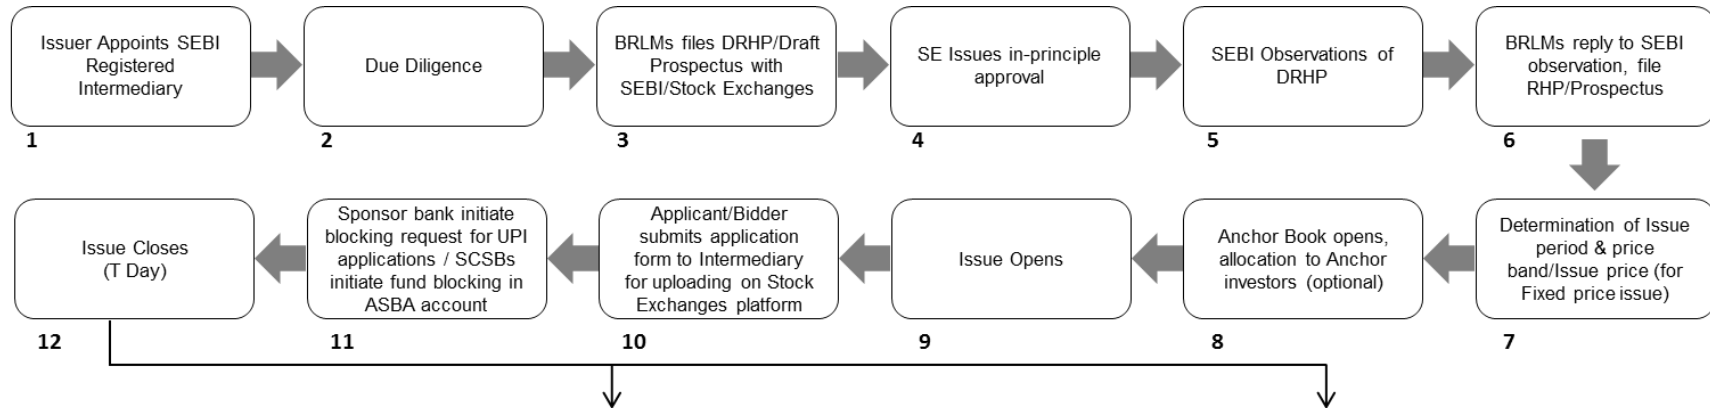 Issuer Appoints SEBI
Registered
Intermediary
1
Due Diligence
2
BRLMs files DRHP/Draft
Prospectus with
SEBI/Stock Exchanges
3
SE Issues in-principle
approval
4
SEBI Observations of
DRHP
5
BRLMs reply to SEBI
observation, file
RHP/Prospectus
6
Determination of Issue
period & price
band/Issue price (for
Fixed price issue)
7
Anchor Book opens,
allocation to Anchor
investors (optional)
8
Issue Opens
9
Applicant/Bidder
submits application
form to Intermediary
for uploading on Stock
Exchanges platform
10
Sponsor bank initiate
blocking request for UPI
applications / SCSBs
initiate fund blocking in
ASBA account
11
Issue Closes
(T Day)
12